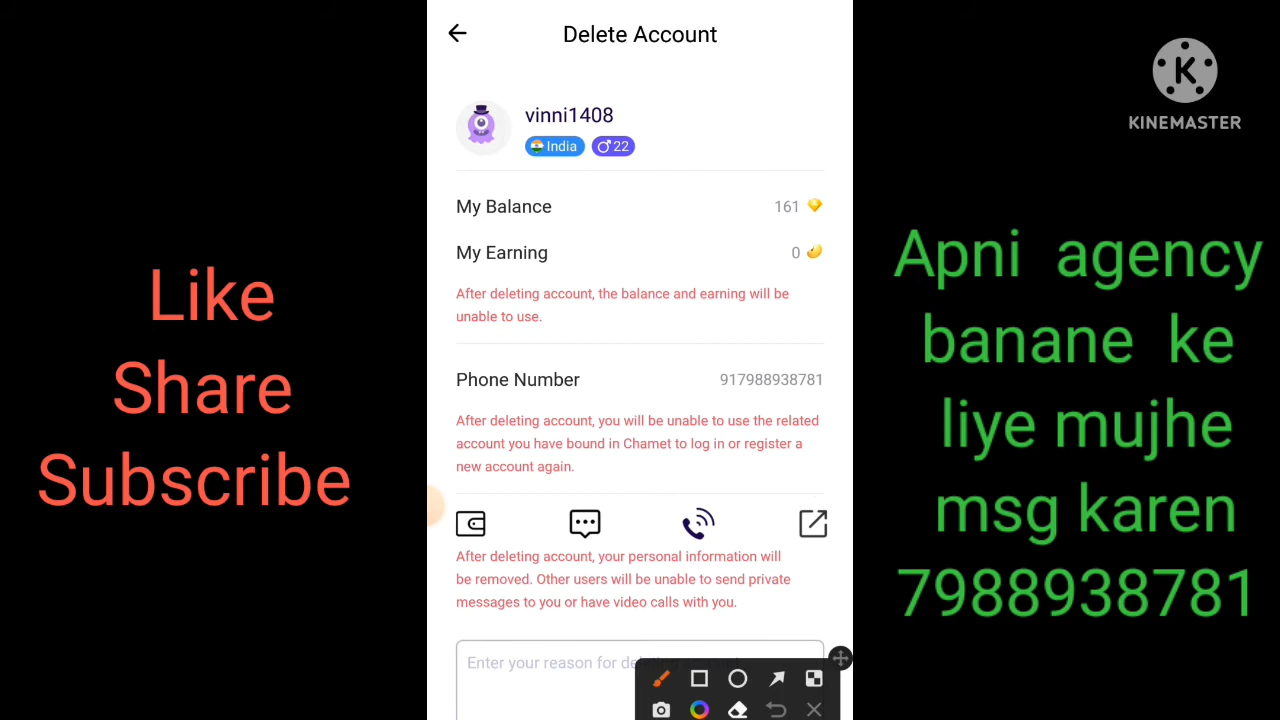 Delete Account
KINEMASTER
vinni1408
India
22
My Balance
161
My Earning
0
After deleting account, the balance and earning will be
unable to use.
Phone Number
917988938781
After deleting account, you will be unable to use the related
account you have bound in Chamet to log in or register a
new account again.
After deleting account, your personal information will
be removed. Other users will be unable to send private
messages to you or have video calls with you.
Enter your reason for
Like
Share
Subscribe
Apni agency
banane ke
liye mujhe
msg karen
7988938781